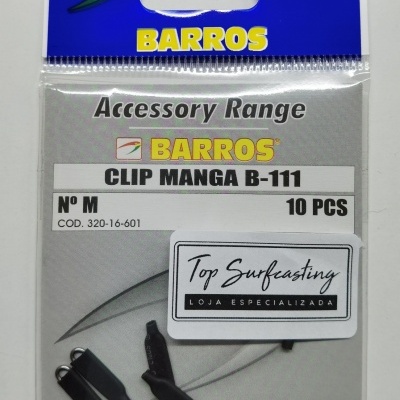 BARROS
Accessory Range
BARROS
CLIP MANGA B-111
Nº M 10 PCS
COD. 320-16-601
Top Surfcasting
LOJA ESPECIALIZADA